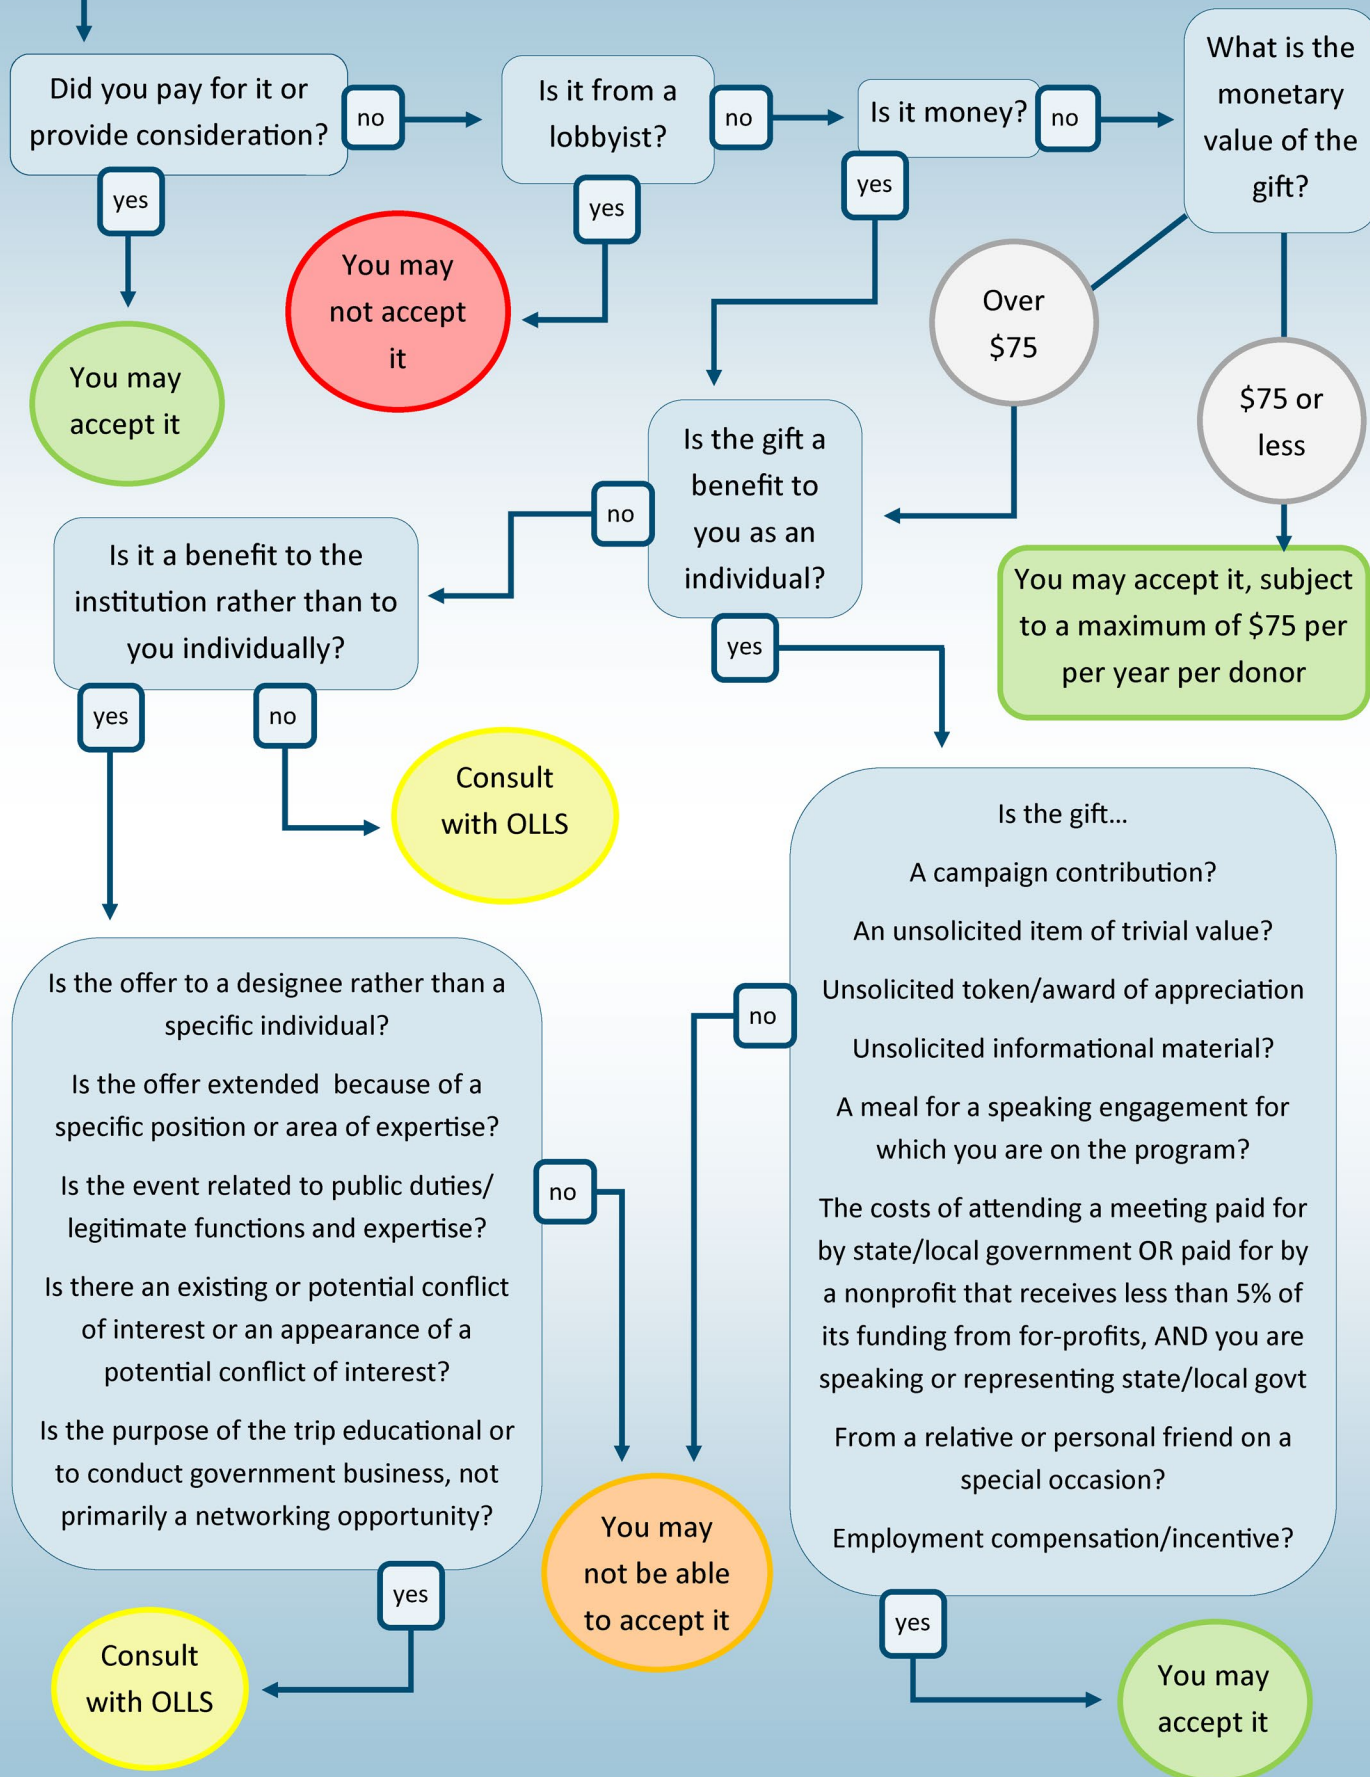 Did you pay for it or
provide consideration?
no
yes
You may
accept it
Is it from a
lobbyist?
no
yes
You may
not accept
it
Is it money?
no
yes
What is the
monetary
value of the
gift?
Over
$75
$75 or
less
You may accept it, subject
to a maximum of $75 per
per year per donor
Is the gift a
benefit to
you as an
individual?
no
yes
Is it a benefit to the
institution rather than to
you individually?
yes
no
Consult
with OLLS
Is the offer to a designee rather than a
specific individual?
Is the offer extended because of a
specific position or area of expertise?
Is the event related to public duties/
legitimate functions and expertise?
Is there an existing or potential conflict
of interest or an appearance of a
potential conflict of interest?
Is the purpose of the trip educational or
to conduct government business, not
primarily a networking opportunity?
no
yes
Consult
with OLLS
You may
not be able
to accept it
Is the gift...
A campaign contribution?
An unsolicited item of trivial value?
Unsolicited token/award of appreciation
Unsolicited informational material?
A meal for a speaking engagement for
which you are on the program?
The costs of attending a meeting paid for
by state/local government OR paid for by
a nonprofit that receives less than 5% of
its funding from for-profits, AND you are
speaking or representing state/local govt
From a relative or personal friend on a
special occasion?
Employment compensation/incentive?
no
yes
You may
accept it